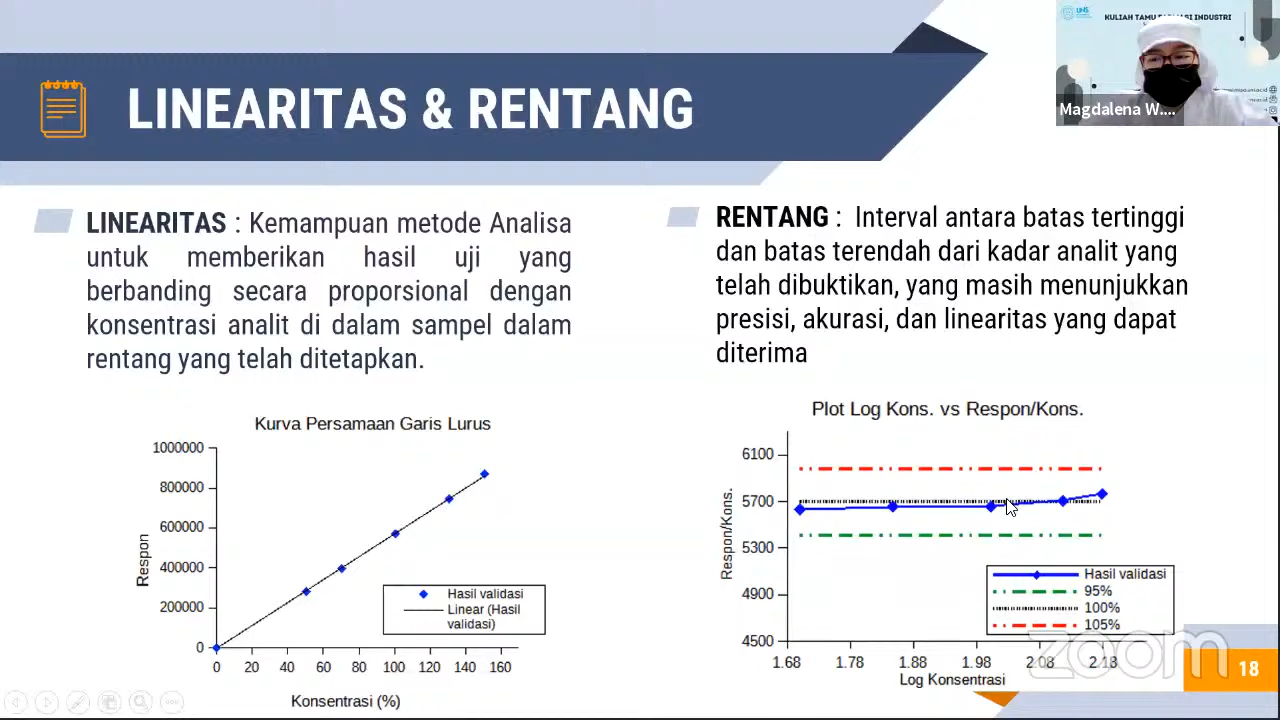 LINEARITAS & RENTANG
UNS
KULIAH TAMU FARMASI INDUSTRI
Magdalena W....
LINEARITAS : Kemampuan metode Analisa
untuk memberikan hasil uji yang
berbanding secara proporsional dengan
konsentrasi analit di dalam sampel dalam
rentang yang telah ditetapkan.
RENTANG : Interval antara batas tertinggi
dan batas terendah dari kadar analit yang
telah dibuktikan, yang masih menunjukkan
presisi, akurasi, dan linearitas yang dapat
diterima
Kurva Persamaan Garis Lurus
1000000
800000
600000
400000
200000
0
Respon
0 20 40 60 80 100 120 140 160
Konsentrasi (%)
Hasil validasi
Linear (Hasil
validasi)
Plot Log Kons. vs Respon/Kons.
6100
5700
5300
4900
4500
Respon/Kons.
1.68 1.78 1.88 1.98 2.08 2.18
Log Konsentrasi
Hasil validasi
95%
100%
105%
zoom
18